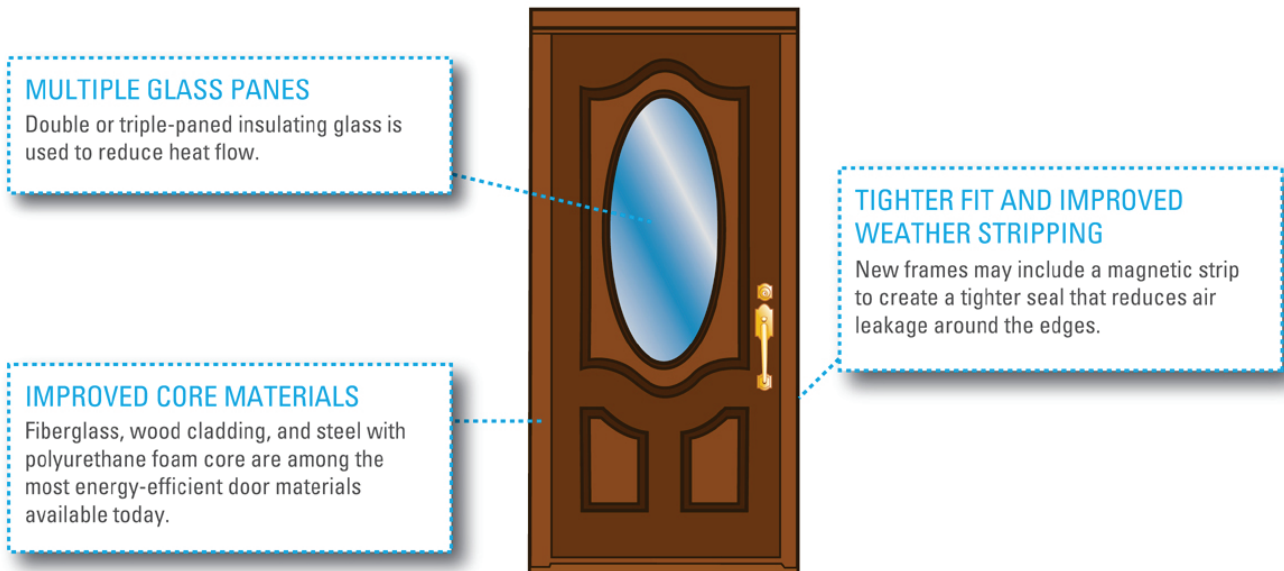 MULTIPLE GLASS PANES
Double or triple-paned insulating glass is
used to reduce heat flow.
IMPROVED CORE MATERIALS
Fiberglass, wood cladding, and steel with
polyurethane foam core are among the
most energy-efficient door materials
available today.
TIGHTER FIT AND IMPROVED
WEATHER STRIPPING
New frames may include a magnetic strip
to create a tighter seal that reduces air
leakage around the edges.